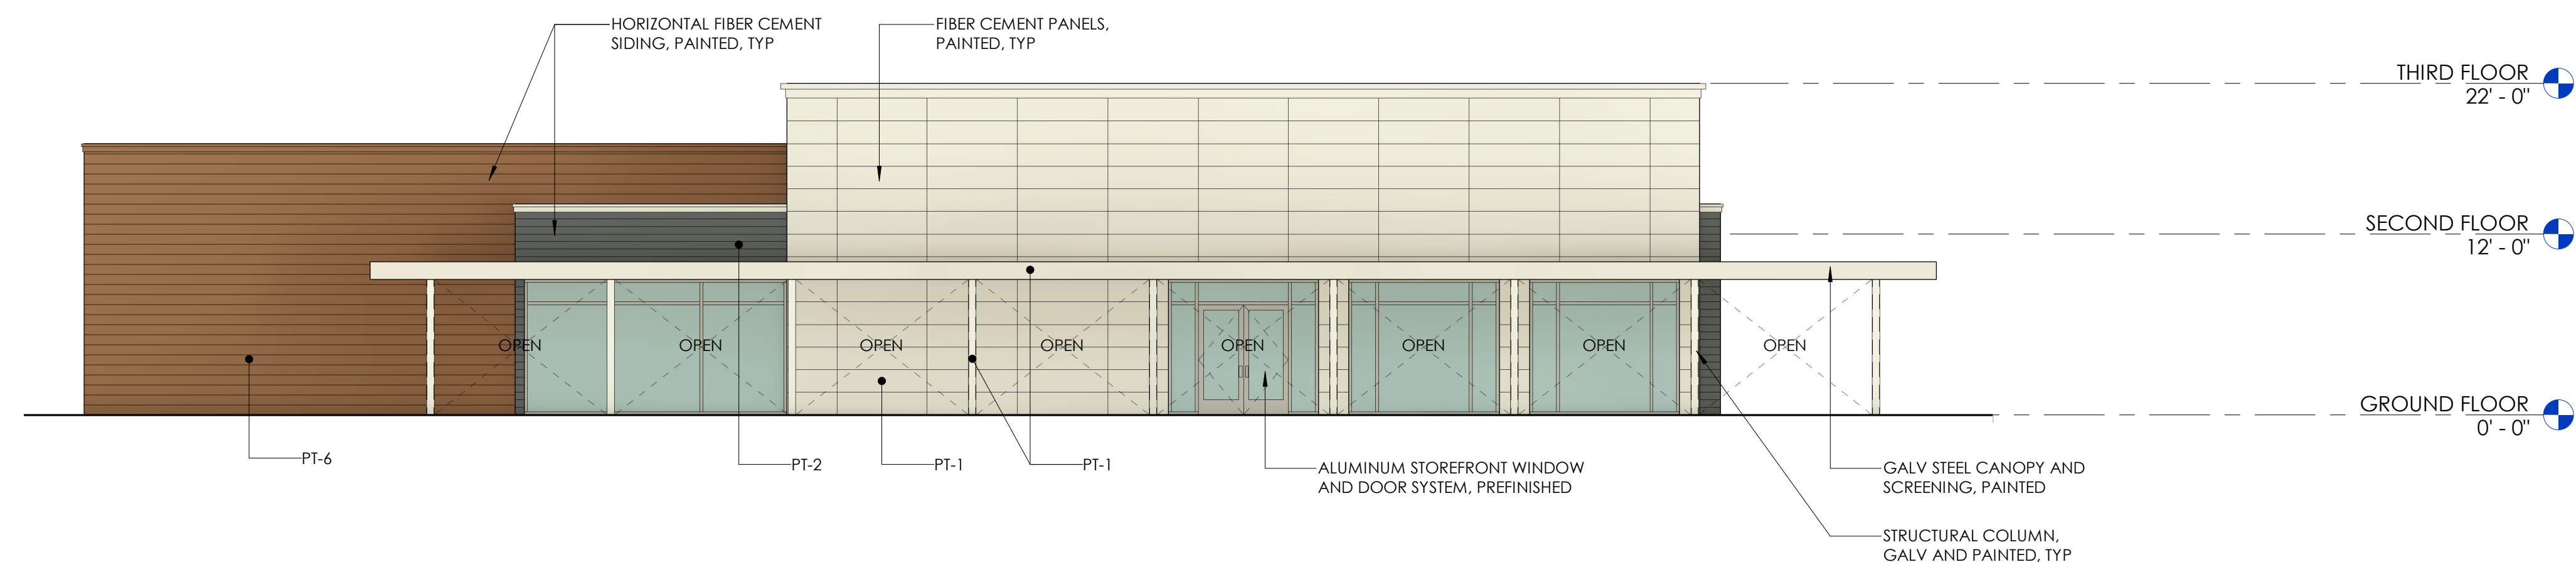 HORIZONTAL FIBER CEMENT
SIDING, PAINTED, TYP
FIBER CEMENT PANELS,
PAINTED, TYP
THIRD FLOOR
22' - 0"
SECOND FLOOR
12' - 0"
OPEN
OPEN
OPEN
OPEN
OPEN
OPEN
OPEN
OPEN
GROUND FLOOR
0' - 0"
PT-6
PT-2
PT-1
PT-1
ALUMINUM STOREFRONT WINDOW
AND DOOR SYSTEM, PREFINISHED
GALV STEEL CANOPY AND
SCREENING, PAINTED
STRUCTURAL COLUMN,
GALV AND PAINTED, TYP